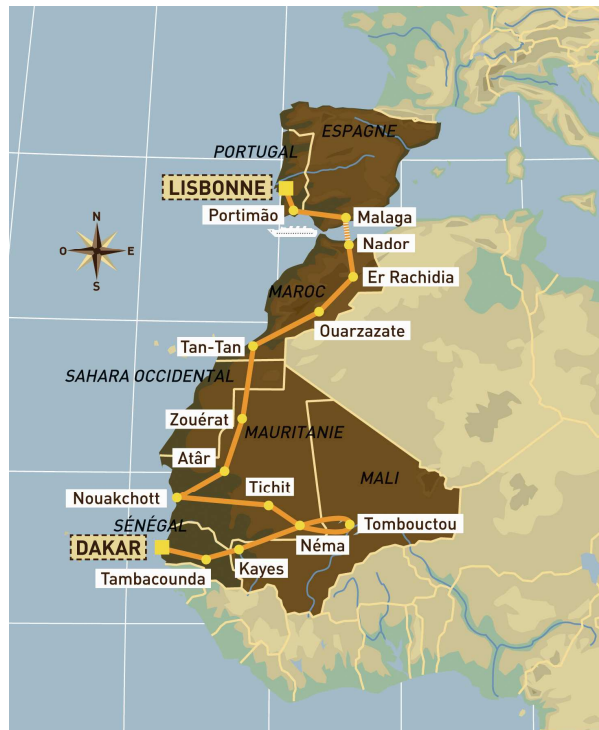 ESPAGNE
PORTUGAL
LISBONNE
Portimão
Malaga
Nador
N
O
E
S
Er Rachidia
MAROC
Ouarzazate
Tan-Tan
SAHARA OCCIDENTAL
Zouérat
MAURITANIE
Atâr
MALI
Tichit
Nouakchott
SÉNÉGAL
Tombouctou
DAKAR
Néma
Kayes
Tambacounda